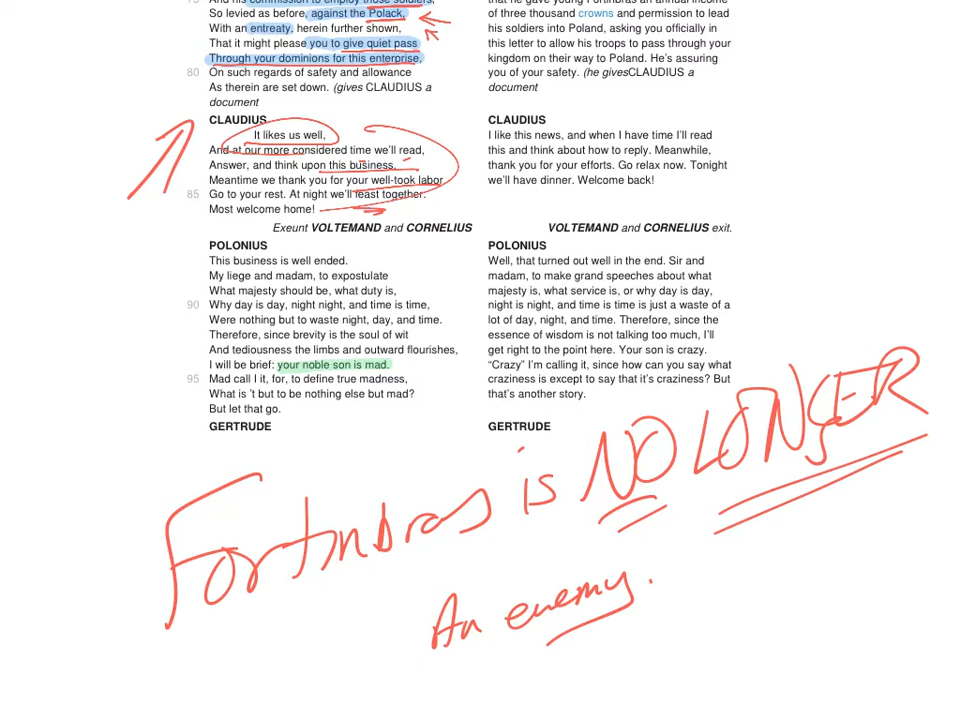 75 And his commission to employ those soldiers,
So levied as before, against the Polack,
With an entreaty, herein further shown,
That it might please you to give quiet pass
Through your dominions for this enterprise,
80 On such regards of safety and allowance
As therein are set down. (gives CLAUDIUS a
document
CLAUDIUS
It likes us well,
And at our more considered time we'll read,
Answer, and think upon this business.
Meantime we thank you for your well-took labor
85 Go to your rest. At night we'll feast together.
Most welcome home!
Exeunt VOLTEMAND and CORNELIUS
POLONIUS
This business is well ended.
My liege and madam, to expostulate
What majesty should be, what duty is,
90 Why day is day, night night, and time is time,
Were nothing but to waste night, day, and time.
Therefore, since brevity is the soul of wit
And tediousness the limbs and outward flourishes,
I will be brief: your noble son is mad.
95 Mad call I it, for, to define true madness,
What is 't but to be nothing else but mad?
But let that go.
GERTRUDE
that he gave young Fortinbras an annual income
of three thousand crowns and permission to lead
his soldiers into Poland, asking you officially in
this letter to allow his troops to pass through your
kingdom on their way to Poland. He's assuring
you of your safety. (he givesCLAUDIUS a
document
CLAUDIUS
I like this news, and when I have time I'll read
this and think about how to reply. Meanwhile,
thank you for your efforts. Go relax now. Tonight
we'll have dinner. Welcome back!
VOLTEMAND and CORNELIUS exit.
POLONIUS
Well, that turned out well in the end. Sir and
madam, to make grand speeches about what
majesty is, what service is, or why day is day,
night is night, and time is time is just a waste of a
lot of day, night, and time. Therefore, since the
essence of wisdom is not talking too much, I'll
get right to the point here. Your son is crazy.
“Crazy” I'm calling it, since how can you say what
craziness is except to say that it's craziness? But
that's another story.
GERTRUDE
Fortinbras is NO LONGER
An enemy.